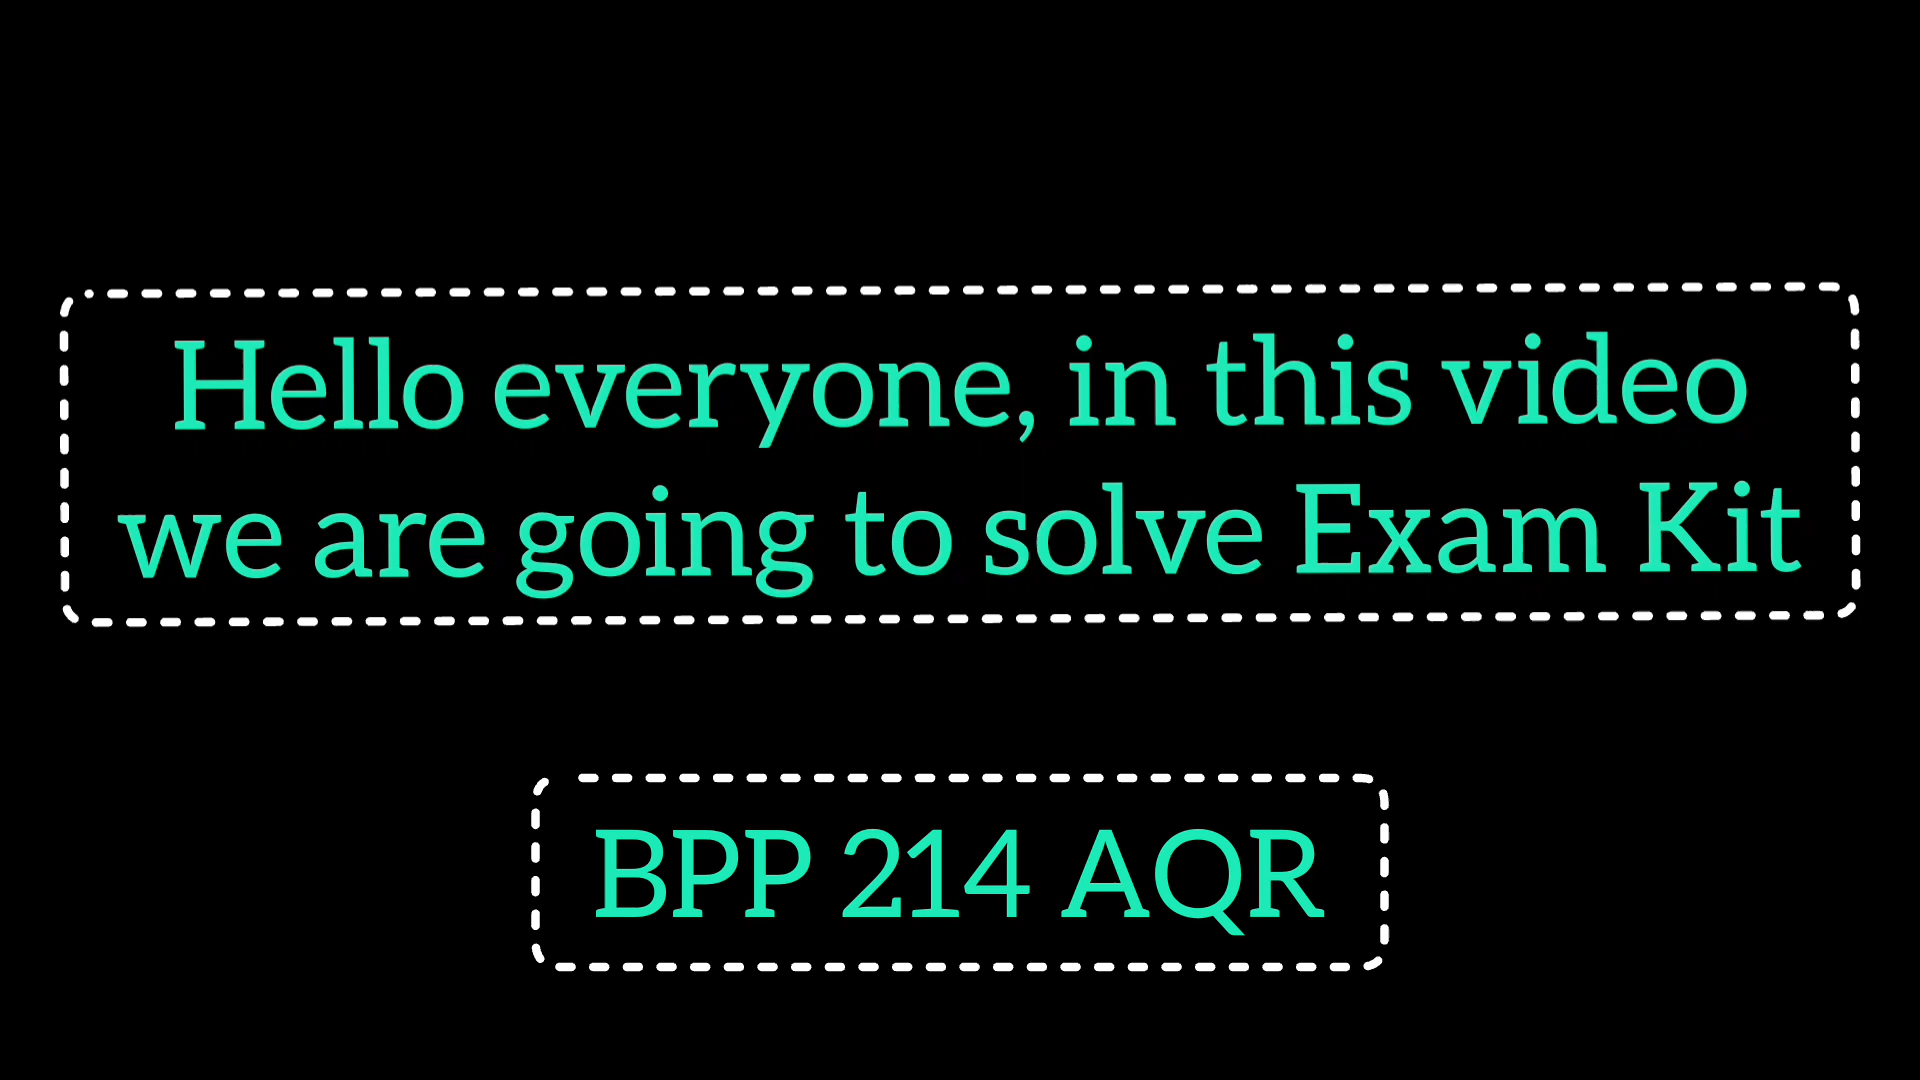 Hello everyone, in this video
we are going to solve Exam Kit
BPP 214 AQR